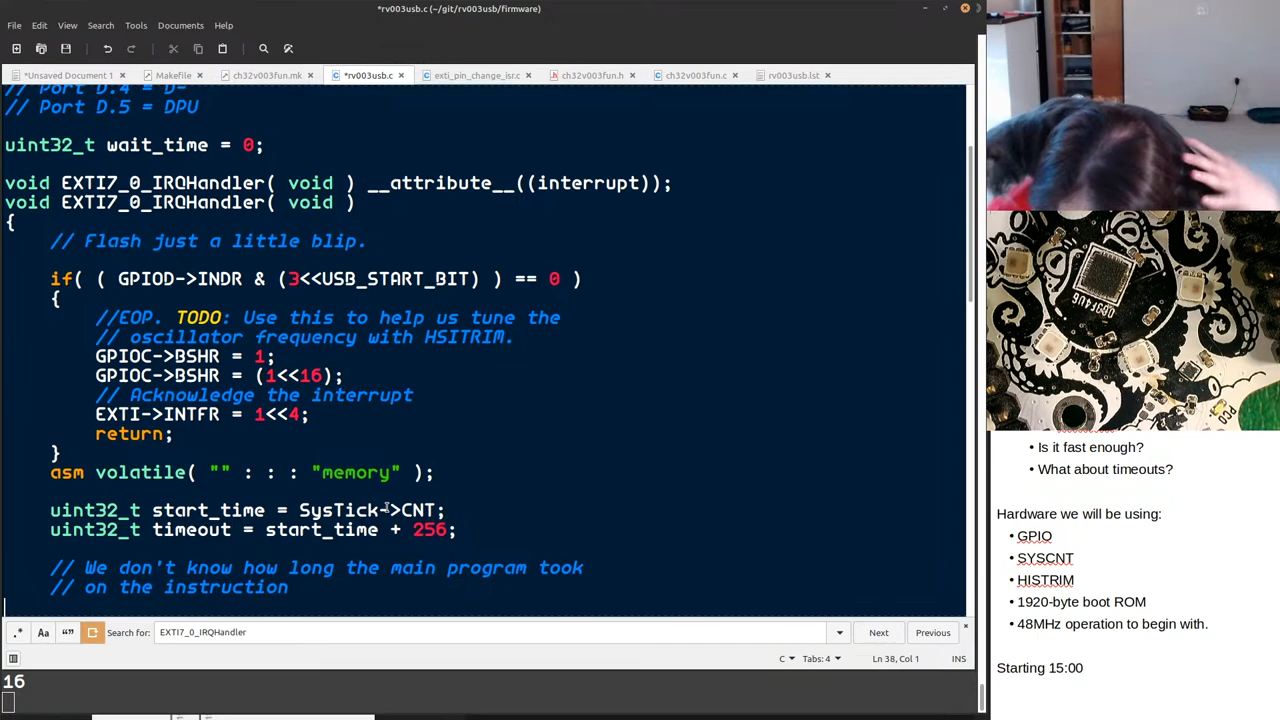 *rv003usb.c (~/git/rv003usb/firmware)
File Edit View Search Tools Documents Help
*Unsaved Document 1 Makefile ch32v003fun.mk *rv003usb.c exti_pin_change_isr.c ch32v003fun.h ch32v003fun.c rv003usb.lst
// Port D.4 = D-
// Port D.5 = DPU
uint32_t wait_time = 0;
void EXTI7_0_IRQHandler( void ) __attribute__((interrupt));
void EXTI7_0_IRQHandler( void )
{
// Flash just a little blip.
if( ( GPIOD->INDR & (3<<USB_START_BIT) ) == 0 )
{
//EOP. TODO: Use this to help us tune the
// oscillator frequency with HSITRIM.
GPIOC->BSHR = 1;
GPIOC->BSHR = (1<<16);
// Acknowledge the interrupt
EXTI->INTFR = 1<<4;
return;
}
asm volatile( "" : : : "memory" );
uint32_t start_time = SysTick->CNT;
uint32_t timeout = start_time + 256;
// We don't know how long the main program took
// on the instruction
.* Aa “” Search for: EXTI7_0_IRQHandler Next Previous
C Tabs: 4 Ln 38, Col 1 INS
16
• Is it fast enough?
• What about timeouts?
Hardware we will be using:
• GPIO
• SYSCNT
• HISTRIM
• 1920-byte boot ROM
• 48MHz operation to begin with.
Starting 15:00